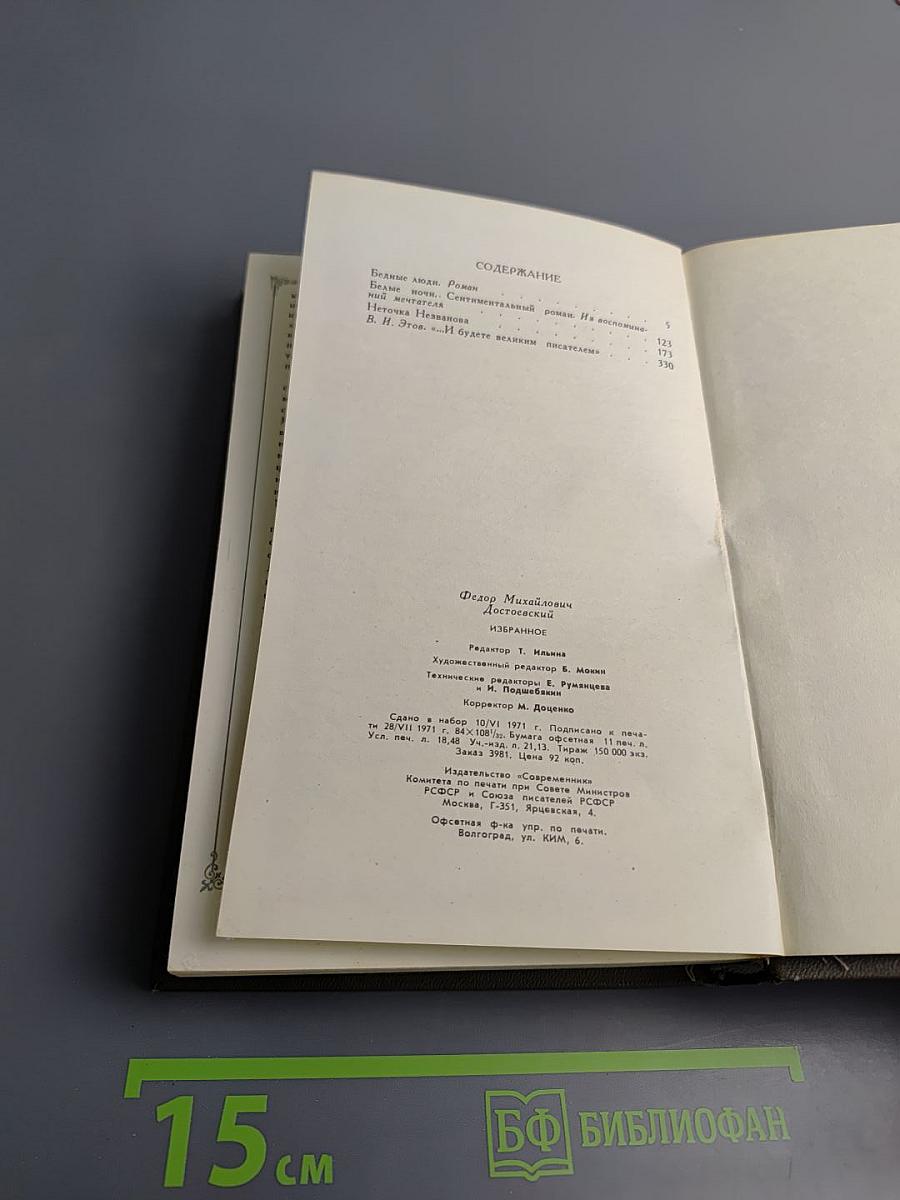 СОДЕРЖАНИЕ
Бедные люди. Роман . . . . . . . 5
Белые ночи. Сентиментальный роман. Из воспомина-
ний мечтателя . . . . . . . . 123
Неточка Незванова . . . . . . . 173
В. И. Этов. «...И будете великим писателем» . . . 330
Федор Михайлович
Достоевский
ИЗБРАННОЕ
Редактор Т. Ильина
Художественный редактор Б. Мокин
Технические редакторы Е. Румянцева
и И. Подшебякин
Корректор М. Доценко
Сдано в набор 10/VI 1971 г. Подписано к печа-
ти 28/VII 1971 г. 84×108¹/₃₂. Бумага офсетная 11 печ. л.
Усл. печ. л. 18,48 Уч.-изд. л. 21,13. Тираж 150 000 экз.
Заказ 3981. Цена 92 коп.
Издательство «Современник»
Комитета по печати при Совете Министров
РСФСР и Союза писателей РСФСР
Москва, Г-351, Ярцевская, 4.
Офсетная ф-ка упр. по печати.
Волгоград, ул. КИМ, 6.
15 см
БФ БИБЛИОФАН